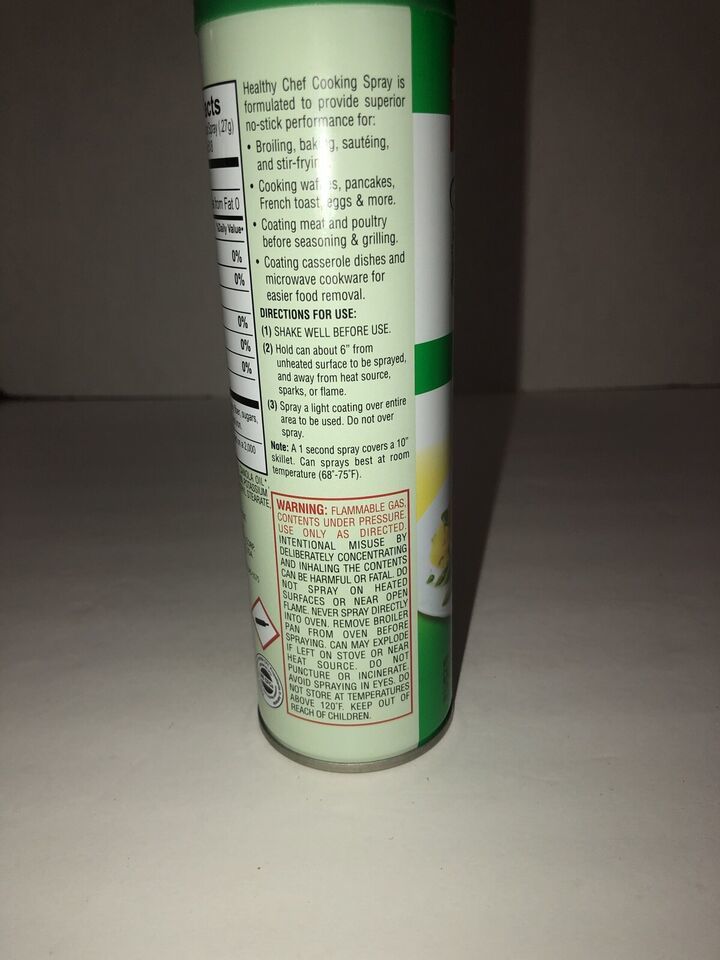 Healthy Chef Cooking Spray is
formulated to provide superior
no-stick performance for:
• Broiling, baking, sautéing,
and stir-frying.
• Cooking waffles, pancakes,
French toast, eggs & more.
• Coating meat and poultry
before seasoning & grilling.
• Coating casserole dishes and
microwave cookware for
easier food removal.
DIRECTIONS FOR USE:
(1) SHAKE WELL BEFORE USE.
(2) Hold can about 6" from
unheated surface to be sprayed,
and away from heat source,
sparks, or flame.
(3) Spray a light coating over entire
area to be used. Do not over
spray.
Note: A 1 second spray covers a 10"
skillet. Can sprays best at room
temperature (68°-75°F).
WARNING: FLAMMABLE GAS,
CONTENTS UNDER PRESSURE.
USE ONLY AS DIRECTED.
INTENTIONAL MISUSE BY
DELIBERATELY CONCENTRATING
AND INHALING THE CONTENTS
CAN BE HARMFUL OR FATAL. DO
NOT SPRAY ON HEATED
SURFACES OR NEAR OPEN
FLAME. NEVER SPRAY DIRECTLY
INTO OVEN. REMOVE BROILER
PAN FROM OVEN BEFORE
SPRAYING. CAN MAY EXPLODE
IF LEFT ON STOVE OR NEAR
HEAT SOURCE. DO NOT
PUNCTURE OR INCINERATE.
AVOID SPRAYING IN EYES. DO
NOT STORE AT TEMPERATURES
ABOVE 120°F. KEEP OUT OF
REACH OF CHILDREN.
acts
Spray (.27g)
from Fat 0
Daily Value*
0%
0%
0%
0%
0%
sugars,
a 2,000
OIL*
POTASSIUM
STEARATE